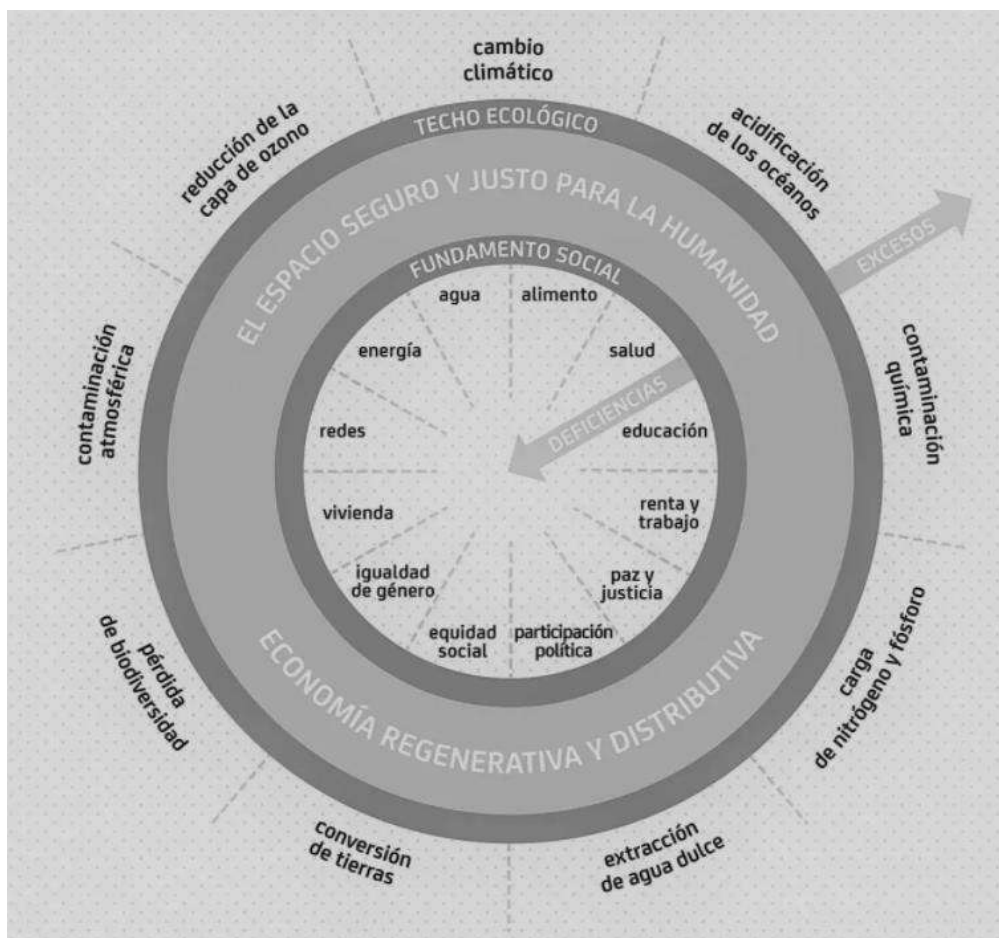 cambio
climático
TECHO ECOLÓGICO
reducción de la
capa de ozono
acidificación
de los océanos
EL ESPACIO SEGURO Y JUSTO PARA LA HUMANIDAD
EXCESOS
FUNDAMENTO SOCIAL
agua
alimento
energía
salud
DEFICIENCIAS
contaminación
atmosférica
contaminación
química
redes
educación
vivienda
renta y
trabajo
igualdad
de género
paz y
justicia
equidad
social
participación
política
pérdida
de biodiversidad
carga
de nitrógeno y fósforo
ECONOMÍA REGENERATIVA Y DISTRIBUTIVA
conversión
de tierras
extracción
de agua dulce